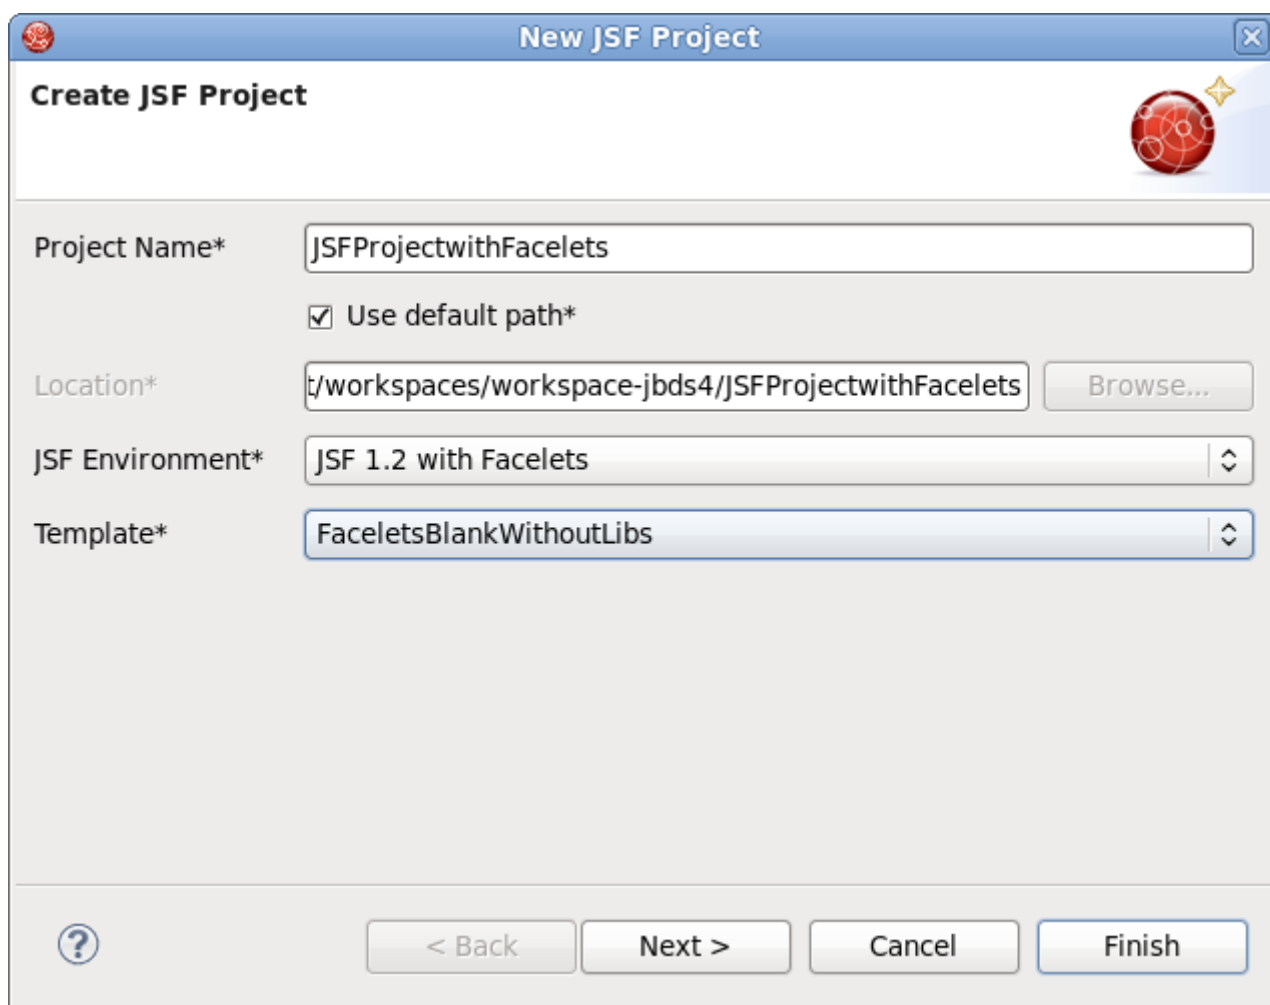 New JSF Project
Create JSF Project
Project Name* JSFProjectwithFacelets
Use default path*
Location* t/workspaces/workspace-jbds4/JSFProjectwithFacelets Browse...
JSF Environment* JSF 1.2 with Facelets
Template* FaceletsBlankWithoutLibs
? < Back Next > Cancel Finish